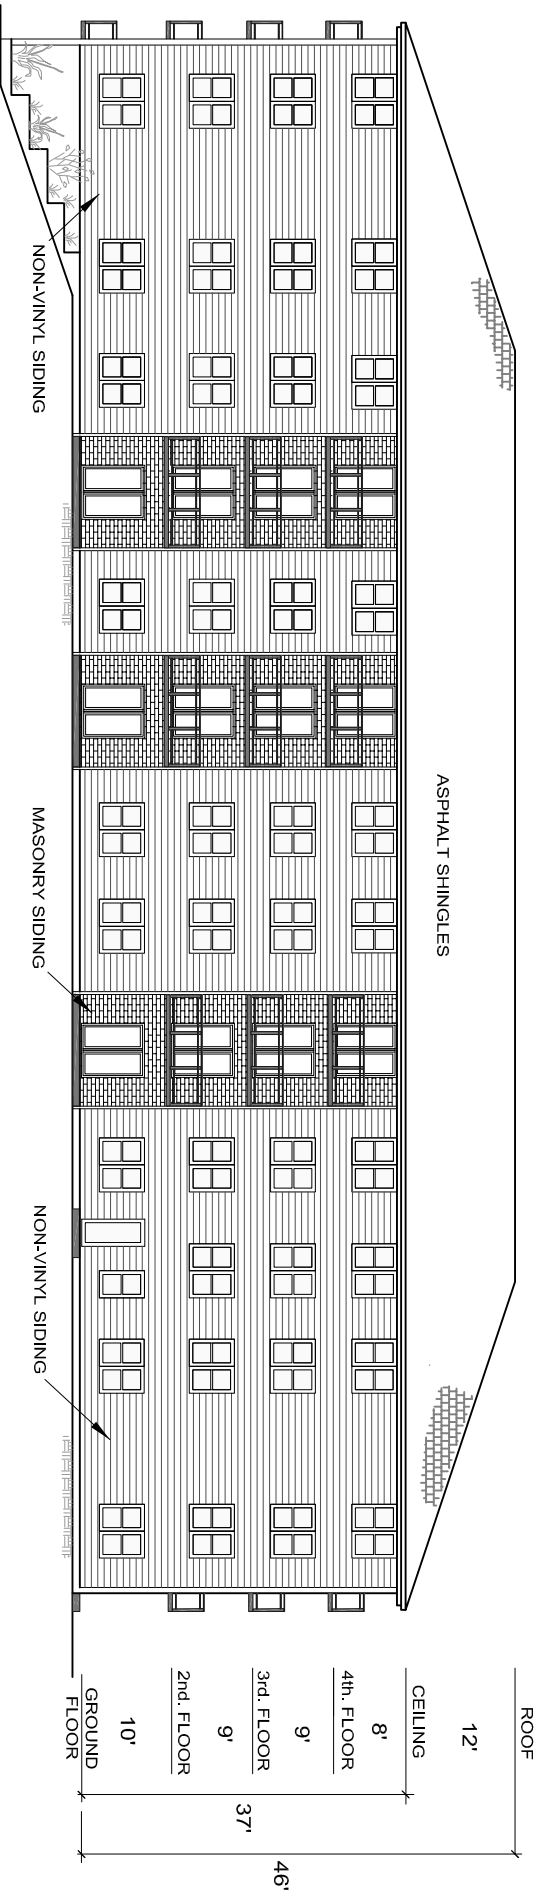 ASPHALT SHINGLES
NON-VINYL SIDING
MASONRY SIDING
NON-VINYL SIDING
ROOF
12'
CEILING
8'
4th. FLOOR
9'
3rd. FLOOR
9'
2nd. FLOOR
10'
GROUND
FLOOR
37'
46'